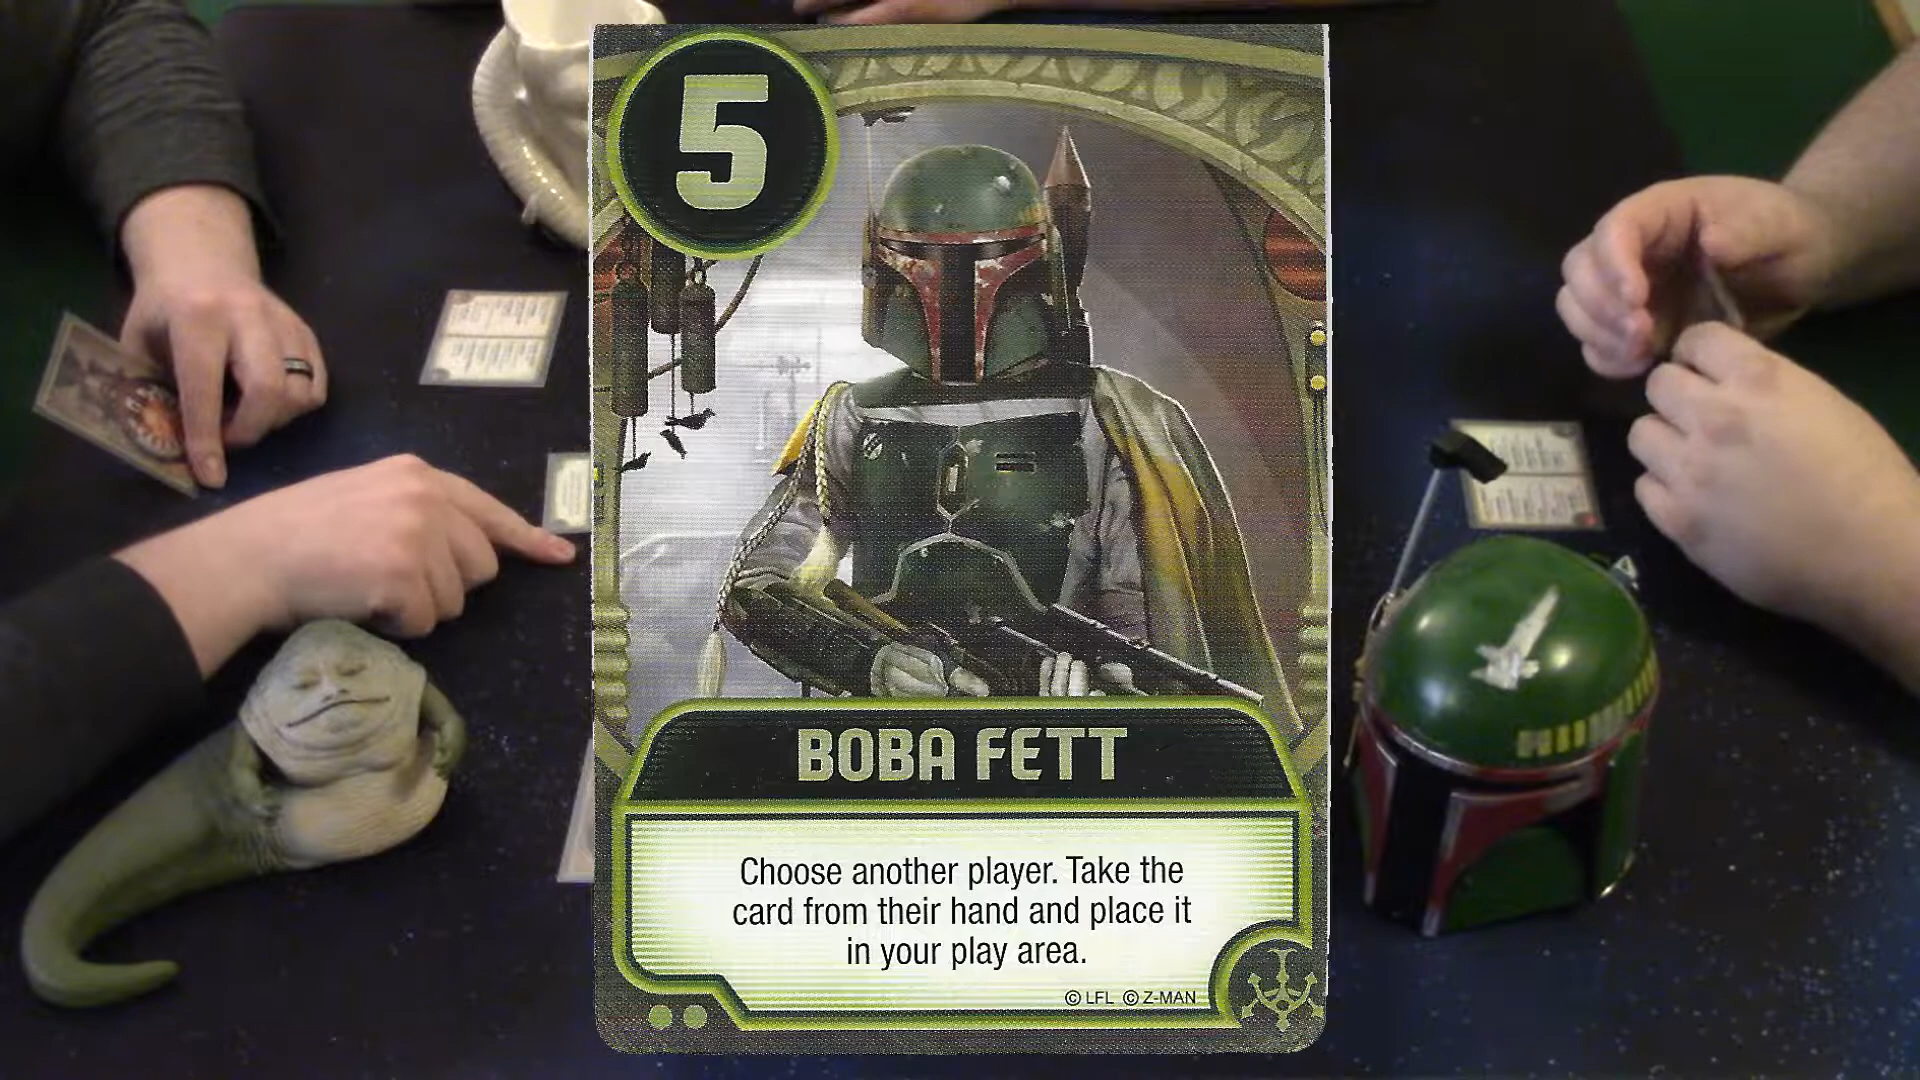 5
BOBA FETT
Choose another player. Take the
card from their hand and place it
in your play area.
© LFL © Z-MAN